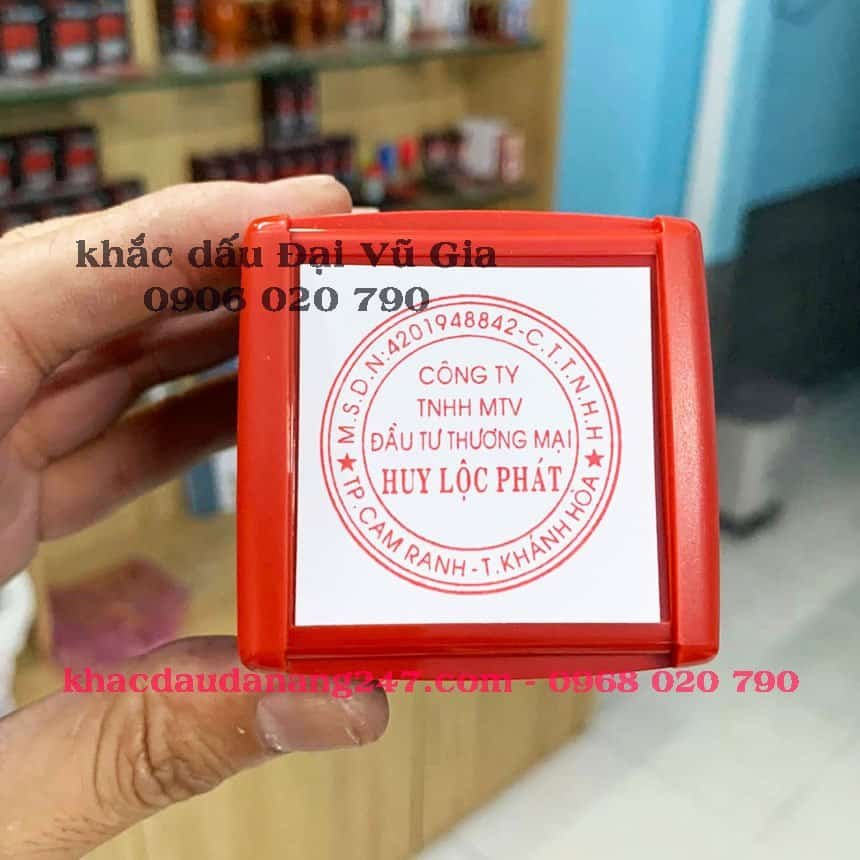 khắc dấu Đại Vũ Gia
0906 020 790
M.S.D.N:4201948842-C.T.T.N.H.H
CÔNG TY
TNHH MTV
ĐẦU TƯ THƯƠNG MẠI
HUY LỘC PHÁT
★ TP.CAM RANH-T.KHÁNH HÒA ★
khacdaudanang247.com - 0968 020 790